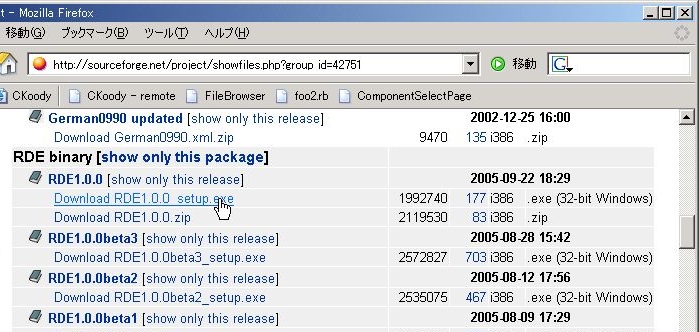 t - Mozilla Firefox
移動(G) ブックマーク(B) ツール(T) ヘルプ(H)
http://sourceforge.net/project/showfiles.php?group_id=42751 移動 G
CKoody CKoody - remote FileBrowser foo2.rb ComponentSelectPage
German0990 updated [show only this release] 2002-12-25 16:00
Download German0990.xml.zip 9470 135 i386 .zip
RDE binary [show only this package]
RDE1.0.0 [show only this release] 2005-09-22 18:29
Download RDE1.0.0_setup.exe 1992740 177 i386 .exe (32-bit Windows)
Download RDE1.0.0.zip 2119530 83 i386 .zip
RDE1.0.0beta3 [show only this release] 2005-08-28 15:42
Download RDE1.0.0beta3_setup.exe 2572827 703 i386 .exe (32-bit Windows)
RDE1.0.0beta2 [show only this release] 2005-08-12 17:56
Download RDE1.0.0beta2_setup.exe 2535075 467 i386 .exe (32-bit Windows)
RDE1.0.0beta1 [show only this release] 2005-08-09 17:29